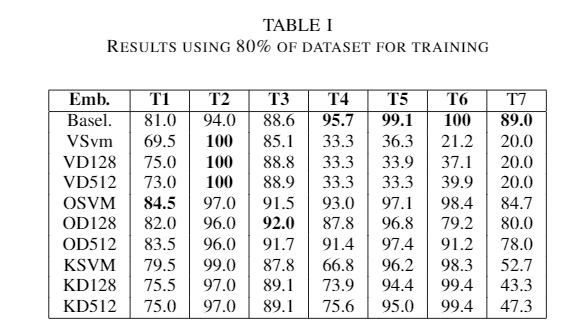 TABLE I
RESULTS USING 80% OF DATASET FOR TRAINING
Emb. T1 T2 T3 T4 T5 T6 T7
Basel. 81.0 94.0 88.6 95.7 99.1 100 89.0
VSvm 69.5 100 85.1 33.3 36.3 21.2 20.0
VD128 75.0 100 88.8 33.3 33.9 37.1 20.0
VD512 73.0 100 88.9 33.3 33.3 39.9 20.0
OSVM 84.5 97.0 91.5 93.0 97.1 98.4 84.7
OD128 82.0 96.0 92.0 87.8 96.8 79.2 80.0
OD512 83.5 96.0 91.7 91.4 97.4 91.2 78.0
KSVM 79.5 99.0 87.8 66.8 96.2 98.3 52.7
KD128 75.5 97.0 89.1 73.9 94.4 99.4 43.3
KD512 75.0 97.0 89.1 75.6 95.0 99.4 47.3